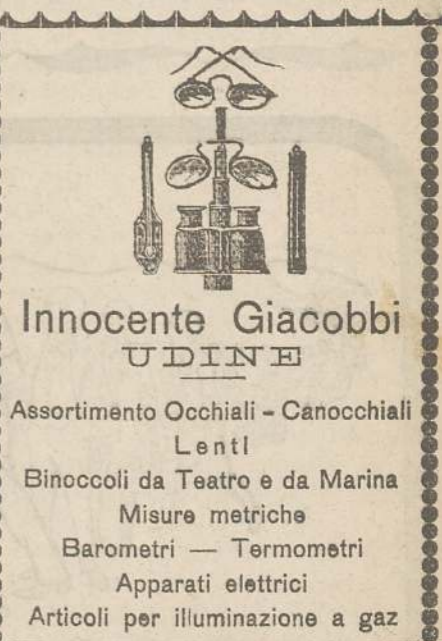 Innocente Giacobbi
UDINE
Assortimento Occhiali - Canocchiali
Lenti
Binoccoli da Teatro e da Marina
Misure metriche
Barometri — Termometri
Apparati elettrici
Articoli per illuminazione a gaz